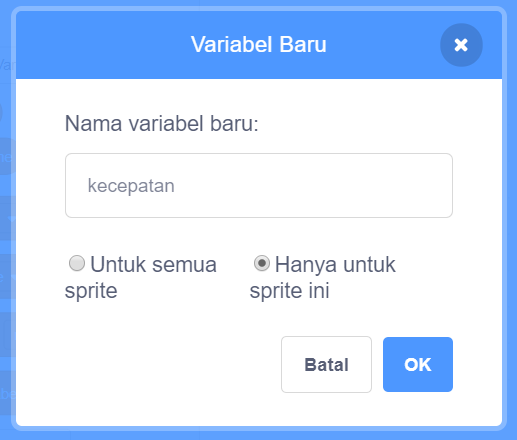 Variabel Baru
Nama variabel baru:
kecepatan
Untuk semua
sprite
Hanya untuk
sprite ini
Batal
OK